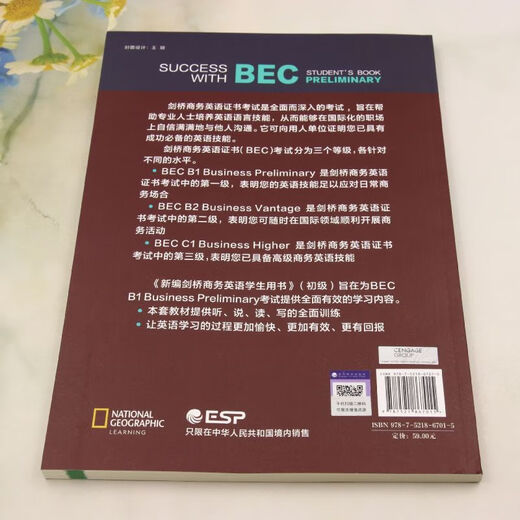 封面设计：王 颖
SUCCESS
WITH BEC STUDENT'S BOOK
PRELIMINARY
剑桥商务英语证书考试是全面而深入的考试，旨在帮
助专业人士培养英语语言技能，从而能够在国际化的职场
上自信满满地与他人沟通。它可向用人单位证明您已具有
成功必备的英语技能。
剑桥商务英语证书（BEC）考试分为三个等级，各针对
不同的水平。
• BEC B1 Business Preliminary 是剑桥商务英语
证书考试中的第一级，表明您的英语技能足以应对日常商
务场合
• BEC B2 Business Vantage 是剑桥商务英语证
书考试中的第二级，表明您可随时在国际领域顺利开展商
务活动
• BEC C1 Business Higher 是剑桥商务英语证书
考试中的第三级，表明您已具备高级商务英语技能
《新编剑桥商务英语学生用书》（初级）旨在为BEC
B1 Business Preliminary考试提供全面有效的学习内容。
• 本套教材提供听、说、读、写的全面训练
• 让英语学习的过程更加愉快、更加有效、更有回报
CENGAGE
GROUP
ISBN 978-7-5218-6701-5
9 787521 867015
ISBN 978-7-5218-6701-5
定价：59.00元
NATIONAL
GEOGRAPHIC
LEARNING
ESP
只限在中华人民共和国境内销售